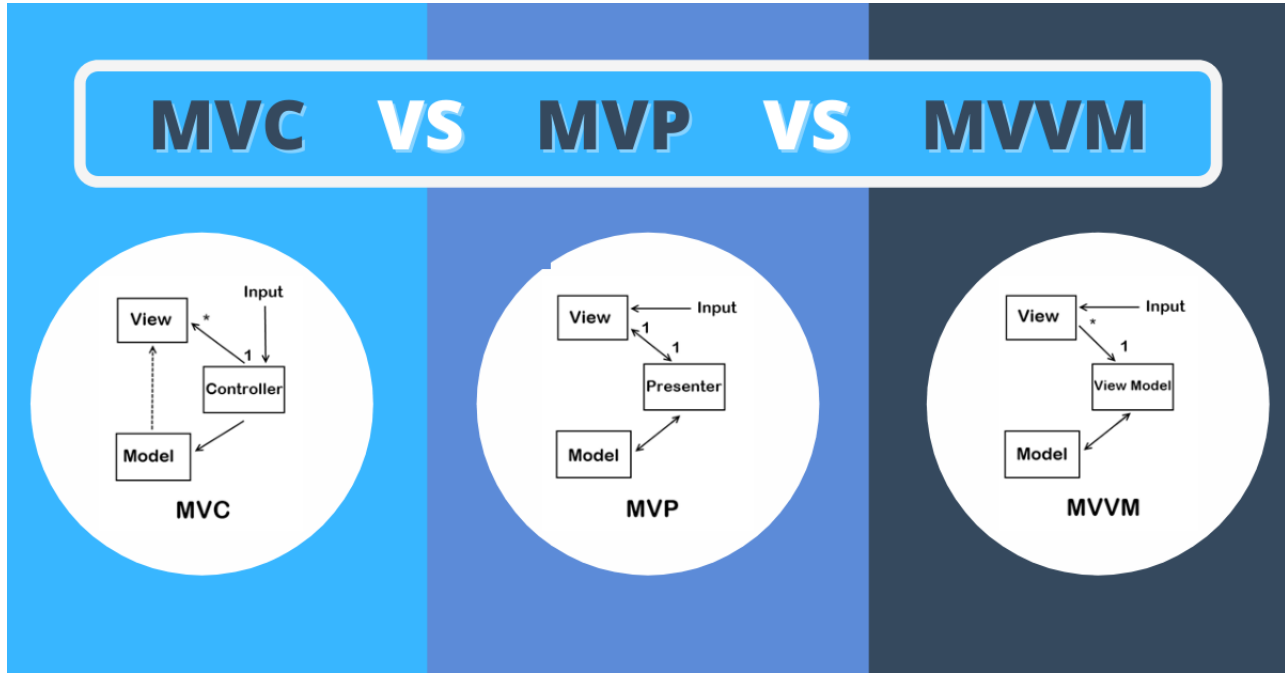 MVC VS MVP VS MVVM
Input
View
*
1
Controller
Model
MVC
View
Input
1
1
Presenter
Model
MVP
View
Input
*
1
View Model
Model
MVVM